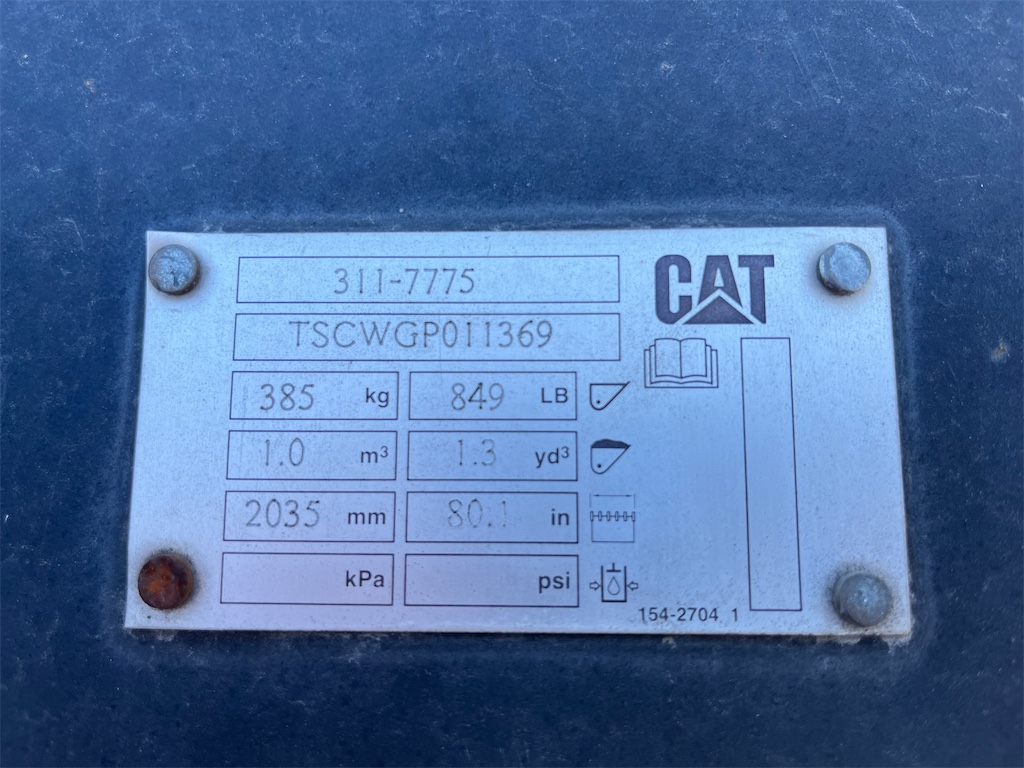 311-7775
CAT
TSCWGP011369
385 kg 849 LB
1.0 m³ 1.3 yd³
2035 mm 80.1 in
kPa psi
154-2704 1